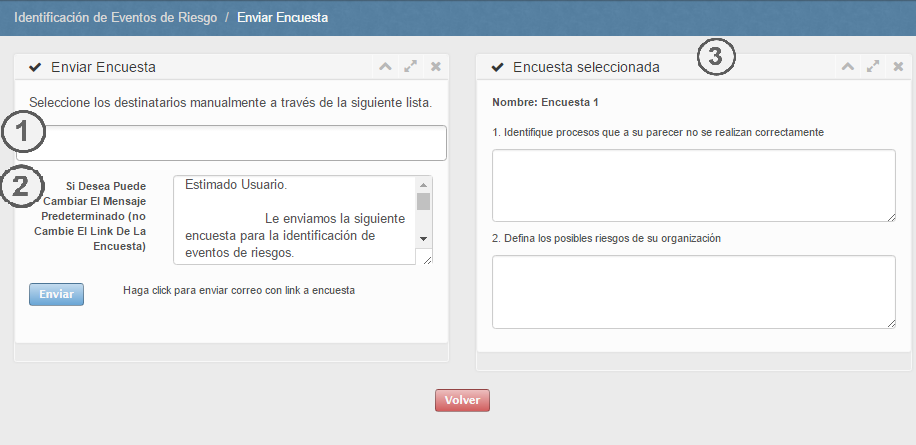 Identificación de Eventos de Riesgo / Enviar Encuesta
Enviar Encuesta
Seleccione los destinatarios manualmente a través de la siguiente lista.
1
2
Si Desea Puede
Cambiar El Mensaje
Predeterminado (no
Cambie El Link De La
Encuesta)
Estimado Usuario.
Le enviamos la siguiente
encuesta para la identificación de
eventos de riesgos.
Enviar
Haga click para enviar correo con link a encuesta
Encuesta seleccionada
3
Nombre: Encuesta 1
1. Identifique procesos que a su parecer no se realizan correctamente
2. Defina los posibles riesgos de su organización
Volver